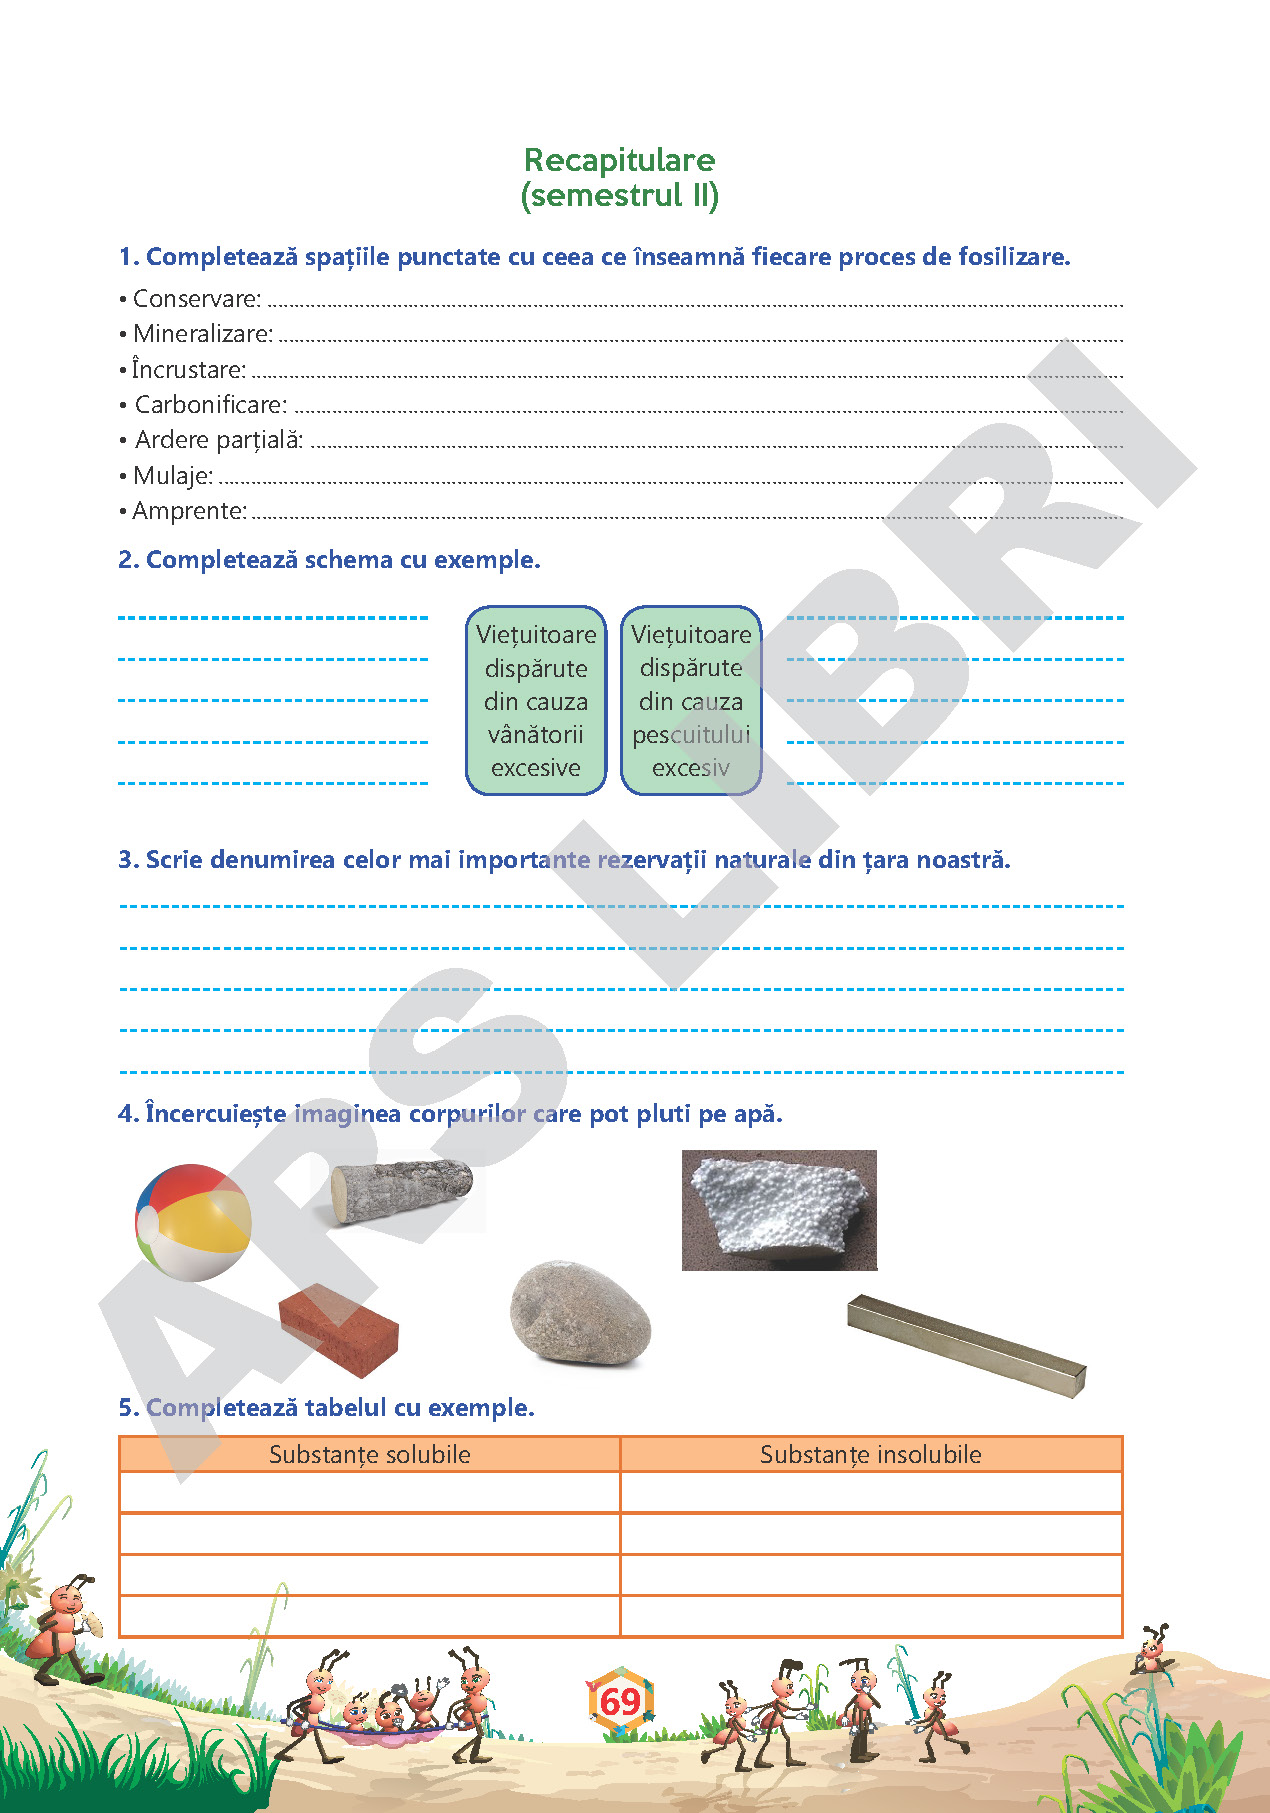 Recapitulare
(semestrul II)
1. Completează spațiile punctate cu ceea ce înseamnă fiecare proces de fosilizare.
• Conservare: ........................................................................
• Mineralizare: ........................................................................
• Încrustare: ........................................................................
• Carbonificare: ........................................................................
• Ardere parțială: ........................................................................
• Mulaje: ........................................................................
• Amprente: ........................................................................
2. Completează schema cu exemple.
Viețuitoare
dispărute
din cauza
vânătorii
excesive
Viețuitoare
dispărute
din cauza
pescuitului
excesiv
3. Scrie denumirea celor mai importante rezervații naturale din țara noastră.
4. Încercuiește imaginea corpurilor care pot pluti pe apă.
5. Completează tabelul cu exemple.
Substanțe solubile
Substanțe insolubile
69
ARS LIBRI